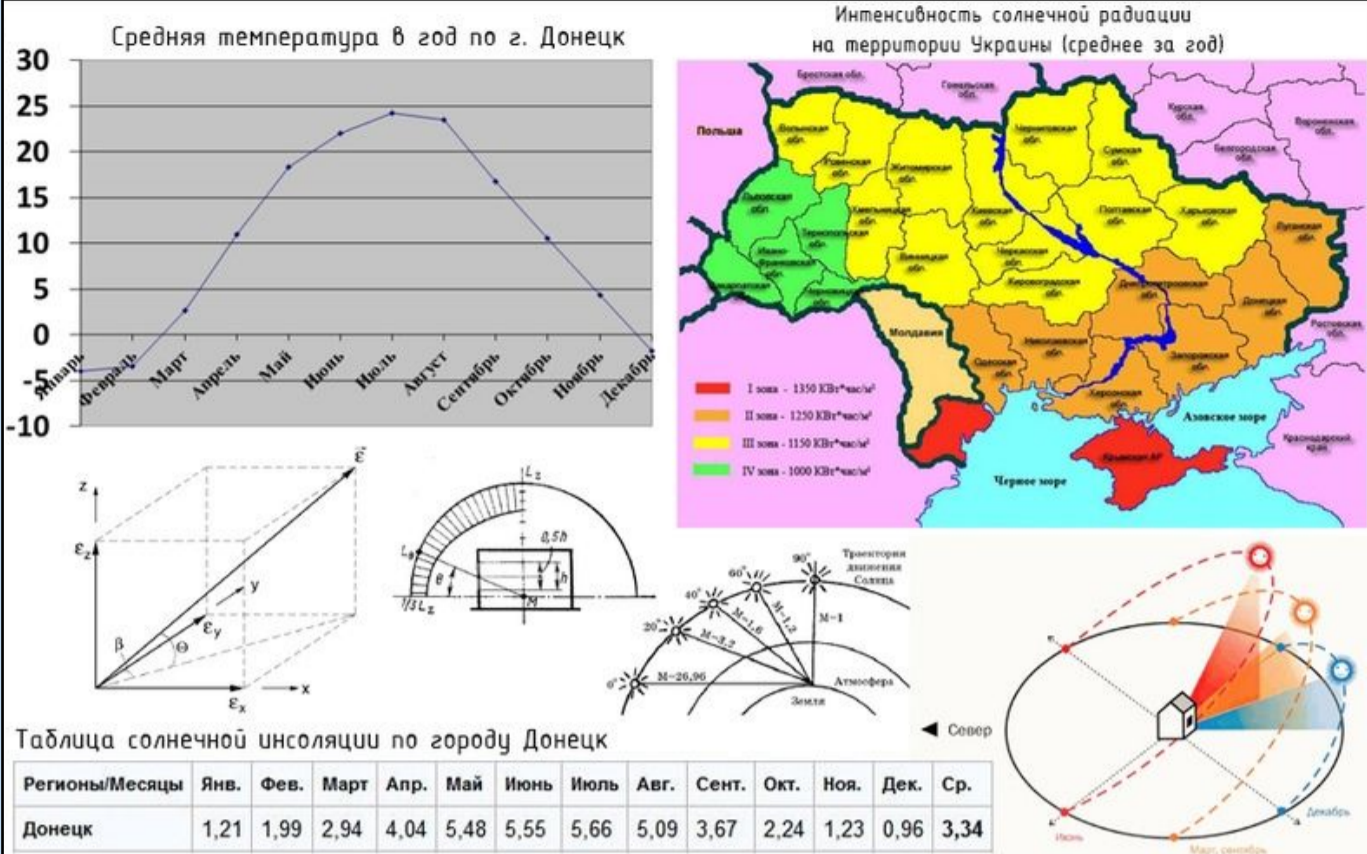 Средняя температура в год по г. Донецк
30
25
20
15
10
5
0
-5
-10
Январь
Февраль
Март
Апрель
Май
Июнь
Июль
Август
Сентябрь
Октябрь
Ноябрь
Декабрь
Интенсивность солнечной радиации
на территории Украины (среднее за год)
Брестская обл.
Гомельская
обл.
Курская
обл.
Воронежская
обл.
Белгородская
обл.
Польша
Волынская
обл.
Ровенская
обл.
Житомирская
обл.
Черниговская
обл.
Сумская
обл.
Львовская
обл.
Тернопольская
обл.
Хмельницкая
обл.
Киевская
обл.
Полтавская
обл.
Харьковская
обл.
Луганская
обл.
Ивано-
Франковская
обл.
Закарпатская
обл.
Черновицкая
обл.
Винницкая
обл.
Черкасская
обл.
Кировоградская
обл.
Днепропетровская
обл.
Донецкая
обл.
Молдавия
Одесская
обл.
Николаевская
обл.
Запорожская
обл.
Херсонская
обл.
Ростовская
обл.
Краснодарский
край
Азовское море
Крымская АР
Черное море
I зона - 1350 КВт*час/м²
II зона - 1250 КВт*час/м²
III зона - 1150 КВт*час/м²
IV зона - 1000 КВт*час/м²
z
ε⃗
εz
y
β
εy
Θ
εx
x
Lz
Lθ
0,5h
θ
h
1/3 Lz
M
90°
60°
40°
20°
0°
Траектория
движения
Солнца
М=1
М=1,2
М=1,6
М=3,2
М=26,96
Атмосфера
Земля
Север
Июнь
Март, сентябрь
Декабрь
Таблица солнечной инсоляции по городу Донецк
Регионы/Месяцы Янв. Фев. Март Апр. Май Июнь Июль Авг. Сент. Окт. Ноя. Дек. Ср.
Донецк 1,21 1,99 2,94 4,04 5,48 5,55 5,66 5,09 3,67 2,24 1,23 0,96 3,34